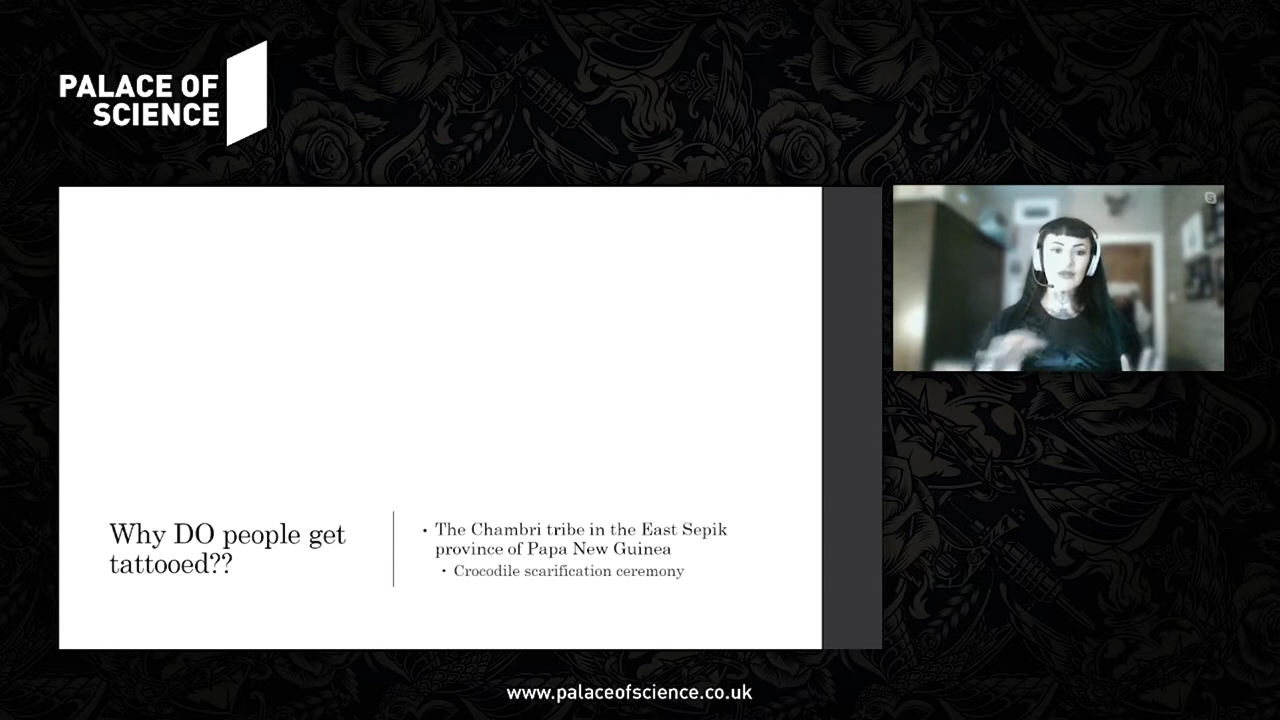 PALACE OF
SCIENCE
Why DO people get
tattooed??
• The Chambri tribe in the East Sepik
province of Papa New Guinea
• Crocodile scarification ceremony
www.palaceofscience.co.uk